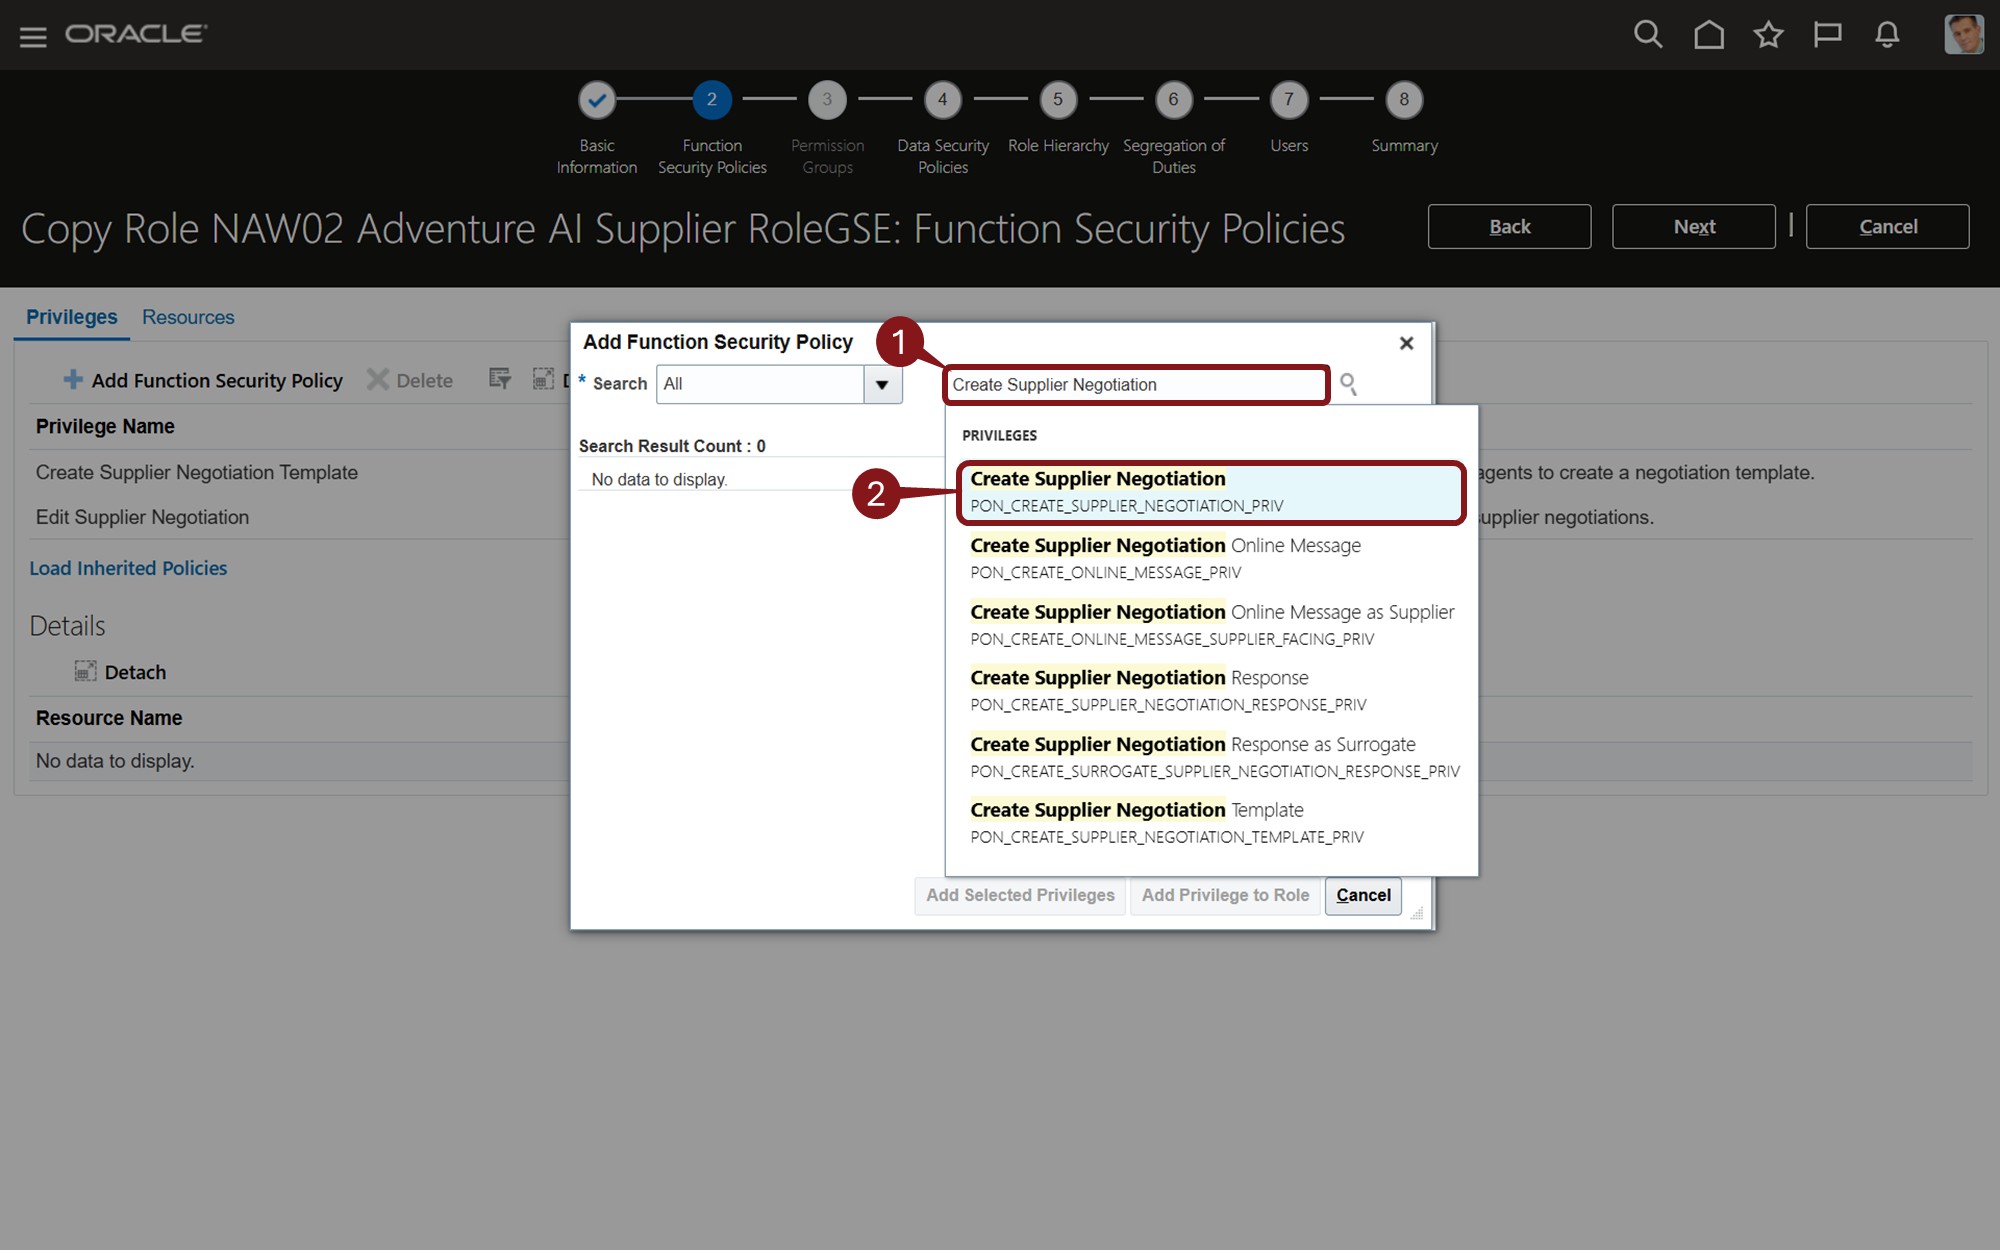 ORACLE
2
3
4
5
6
7
8
Basic
Information
Function
Security Policies
Permission
Groups
Data Security
Policies
Role Hierarchy
Segregation of
Duties
Users
Summary
Copy Role NAW02 Adventure AI Supplier RoleGSE: Function Security Policies
Back
Next
Cancel
Privileges
Resources
Add Function Security Policy
Delete
Privilege Name
Create Supplier Negotiation Template
agents to create a negotiation template.
Edit Supplier Negotiation
supplier negotiations.
Load Inherited Policies
Details
Detach
Resource Name
No data to display.
Add Function Security Policy
1
* Search
All
Create Supplier Negotiation
Search Result Count : 0
No data to display.
PRIVILEGES
2
Create Supplier Negotiation
PON_CREATE_SUPPLIER_NEGOTIATION_PRIV
Create Supplier Negotiation Online Message
PON_CREATE_ONLINE_MESSAGE_PRIV
Create Supplier Negotiation Online Message as Supplier
PON_CREATE_ONLINE_MESSAGE_SUPPLIER_FACING_PRIV
Create Supplier Negotiation Response
PON_CREATE_SUPPLIER_NEGOTIATION_RESPONSE_PRIV
Create Supplier Negotiation Response as Surrogate
PON_CREATE_SURROGATE_SUPPLIER_NEGOTIATION_RESPONSE_PRIV
Create Supplier Negotiation Template
PON_CREATE_SUPPLIER_NEGOTIATION_TEMPLATE_PRIV
Add Selected Privileges
Add Privilege to Role
Cancel